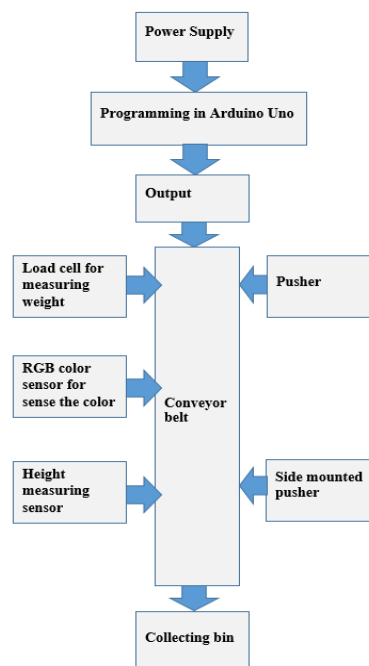 Power Supply
Programming in Arduino Uno
Output
Load cell for
measuring
weight
Pusher
RGB color
sensor for
sense the color
Conveyor
belt
Height
measuring
sensor
Side mounted
pusher
Collecting bin